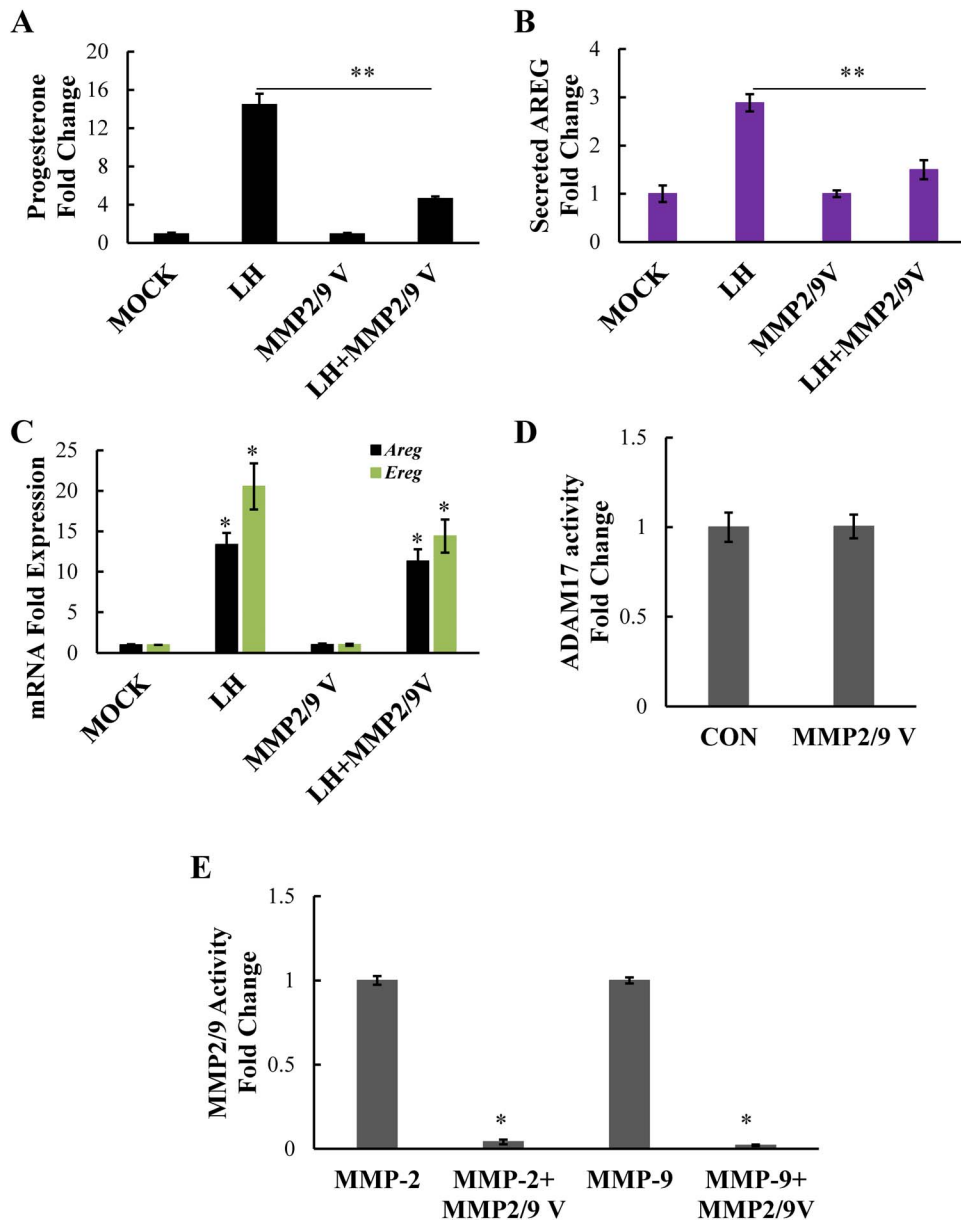 A
Progesterone
Fold Change
20
16
12
8
4
0
**
MOCK
LH
MMP2/9 V
LH+MMP2/9 V
B
Secreted AREG
Fold Change
4
3
2
1
0
**
MOCK
LH
MMP2/9V
LH+MMP2/9V
C
mRNA Fold Expression
25
20
15
10
5
0
Areg
Ereg
*
*
*
*
MOCK
LH
MMP2/9 V
LH+MMP2/9V
D
ADAM17 activity
Fold Change
1.5
1
0.5
0
CON
MMP2/9 V
E
MMP2/9 Activity
Fold Change
1.5
1
0.5
0
*
*
MMP-2
MMP-2+
MMP2/9 V
MMP-9
MMP-9+
MMP2/9V